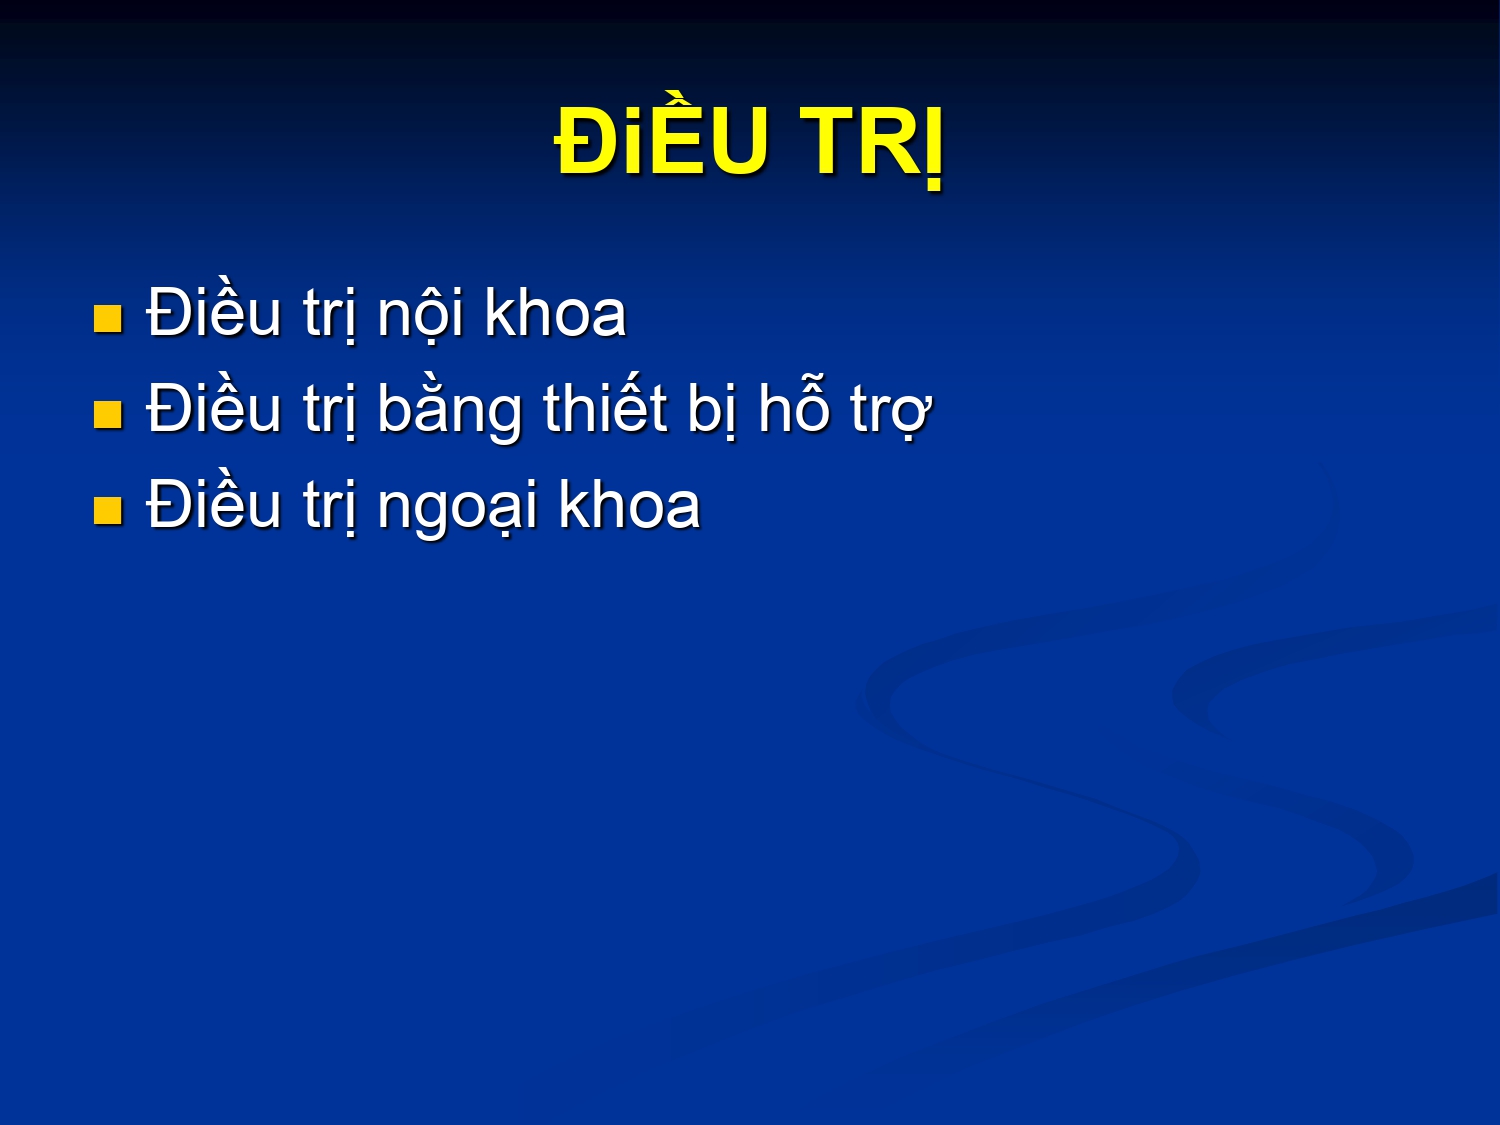 ĐiỀU TRỊ
Điều trị nội khoa
Điều trị bằng thiết bị hỗ trợ
Điều trị ngoại khoa